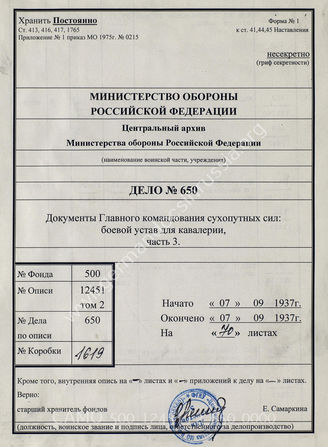 Хранить Постоянно
Форма № 1
Ст. 413, 416, 417, 1765
к ст. 41,44,45 Наставления
Приложение № 1 приказ МО 1975г. № 0215
несекретно
(гриф секретности)
МИНИСТЕРСТВО ОБОРОНЫ
РОССИЙСКОЙ ФЕДЕРАЦИИ
Центральный архив
Министерства обороны Российской Федерации
(наименование воинской части, учреждения)
ДЕЛО № 650
Документы Главного командования сухопутных сил:
боевой устав для кавалерии,
часть 3.
№ Фонда 500
№ Описи 12451
том 2
№ Дела 650
по описи
№ Коробки 1619
Начато «07» 09 1937г.
Окончено «07» 09 1937г.
На «70» листах
Кроме того, внутренняя опись на «—» листах и «—» приложений к делу на «—» листах.
Верно:
старший хранитель фондов Е. Самаркина
(должность, воинское звание и подпись лица, ответственного за делопроизводство)